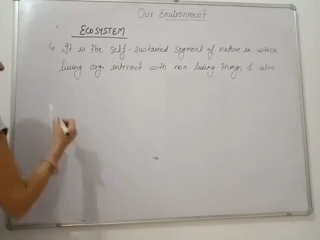 Our Environment
ECOSYSTEM
It is the self-sustained segment of nature in which
living org. interact with non-living things & also